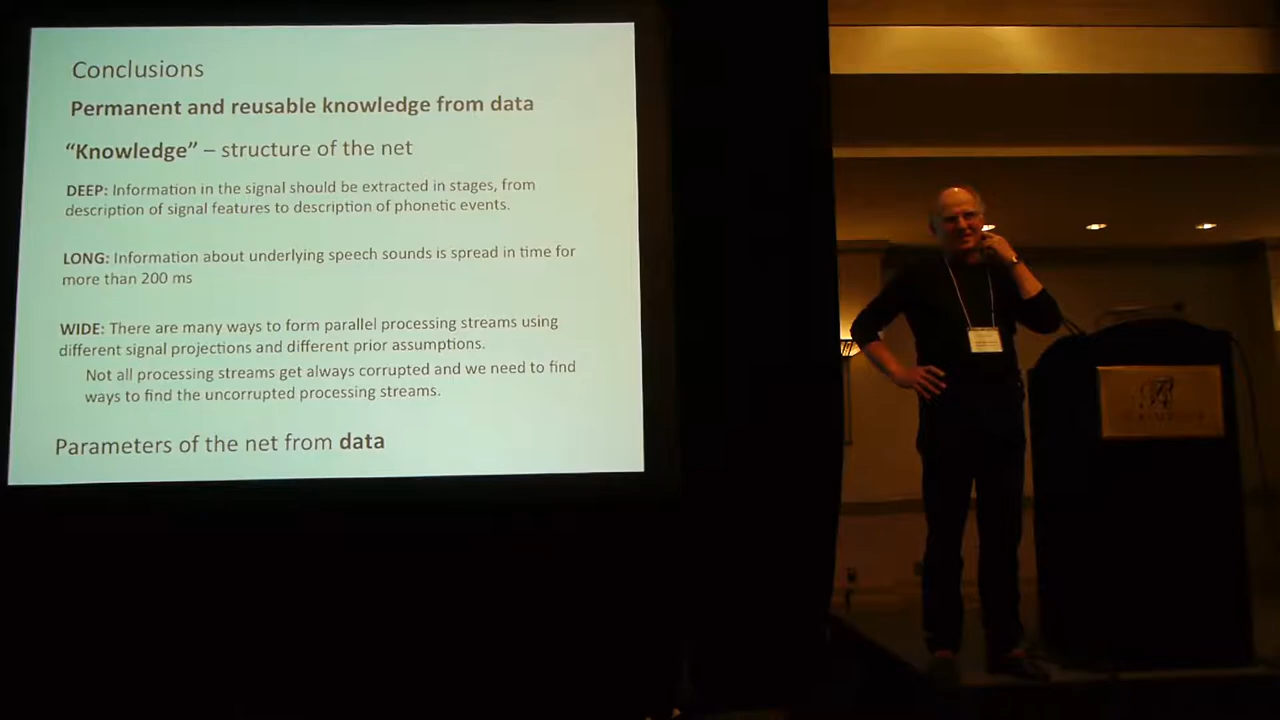 Conclusions
Permanent and reusable knowledge from data
“Knowledge” – structure of the net
DEEP: Information in the signal should be extracted in stages, from
description of signal features to description of phonetic events.
LONG: Information about underlying speech sounds is spread in time for
more than 200 ms
WIDE: There are many ways to form parallel processing streams using
different signal projections and different prior assumptions.
Not all processing streams get always corrupted and we need to find
ways to find the uncorrupted processing streams.
Parameters of the net from data